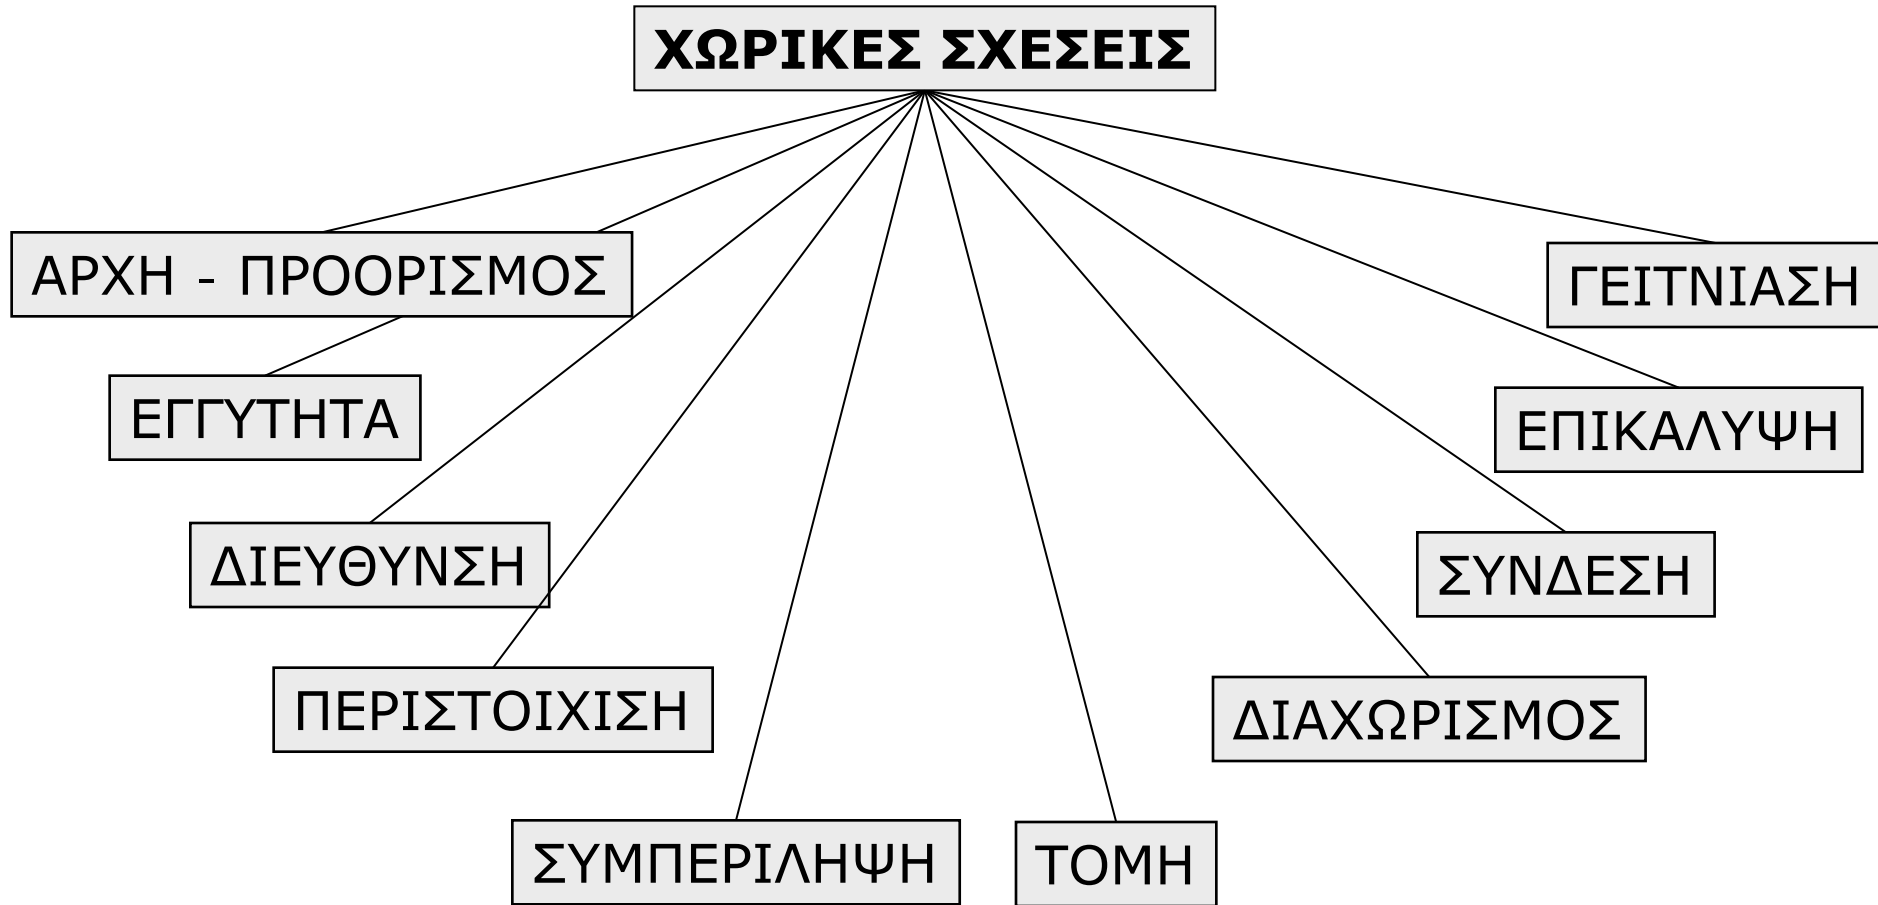 ΧΩΡΙΚΕΣ ΣΧΕΣΕΙΣ
ΑΡΧΗ - ΠΡΟΟΡΙΣΜΟΣ
ΓΕΙΤΝΙΑΣΗ
ΕΓΓΥΤΗΤΑ
ΕΠΙΚΑΛΥΨΗ
ΔΙΕΥΘΥΝΣΗ
ΣΥΝΔΕΣΗ
ΠΕΡΙΣΤΟΙΧΙΣΗ
ΔΙΑΧΩΡΙΣΜΟΣ
ΣΥΜΠΕΡΙΛΗΨΗ
ΤΟΜΗ